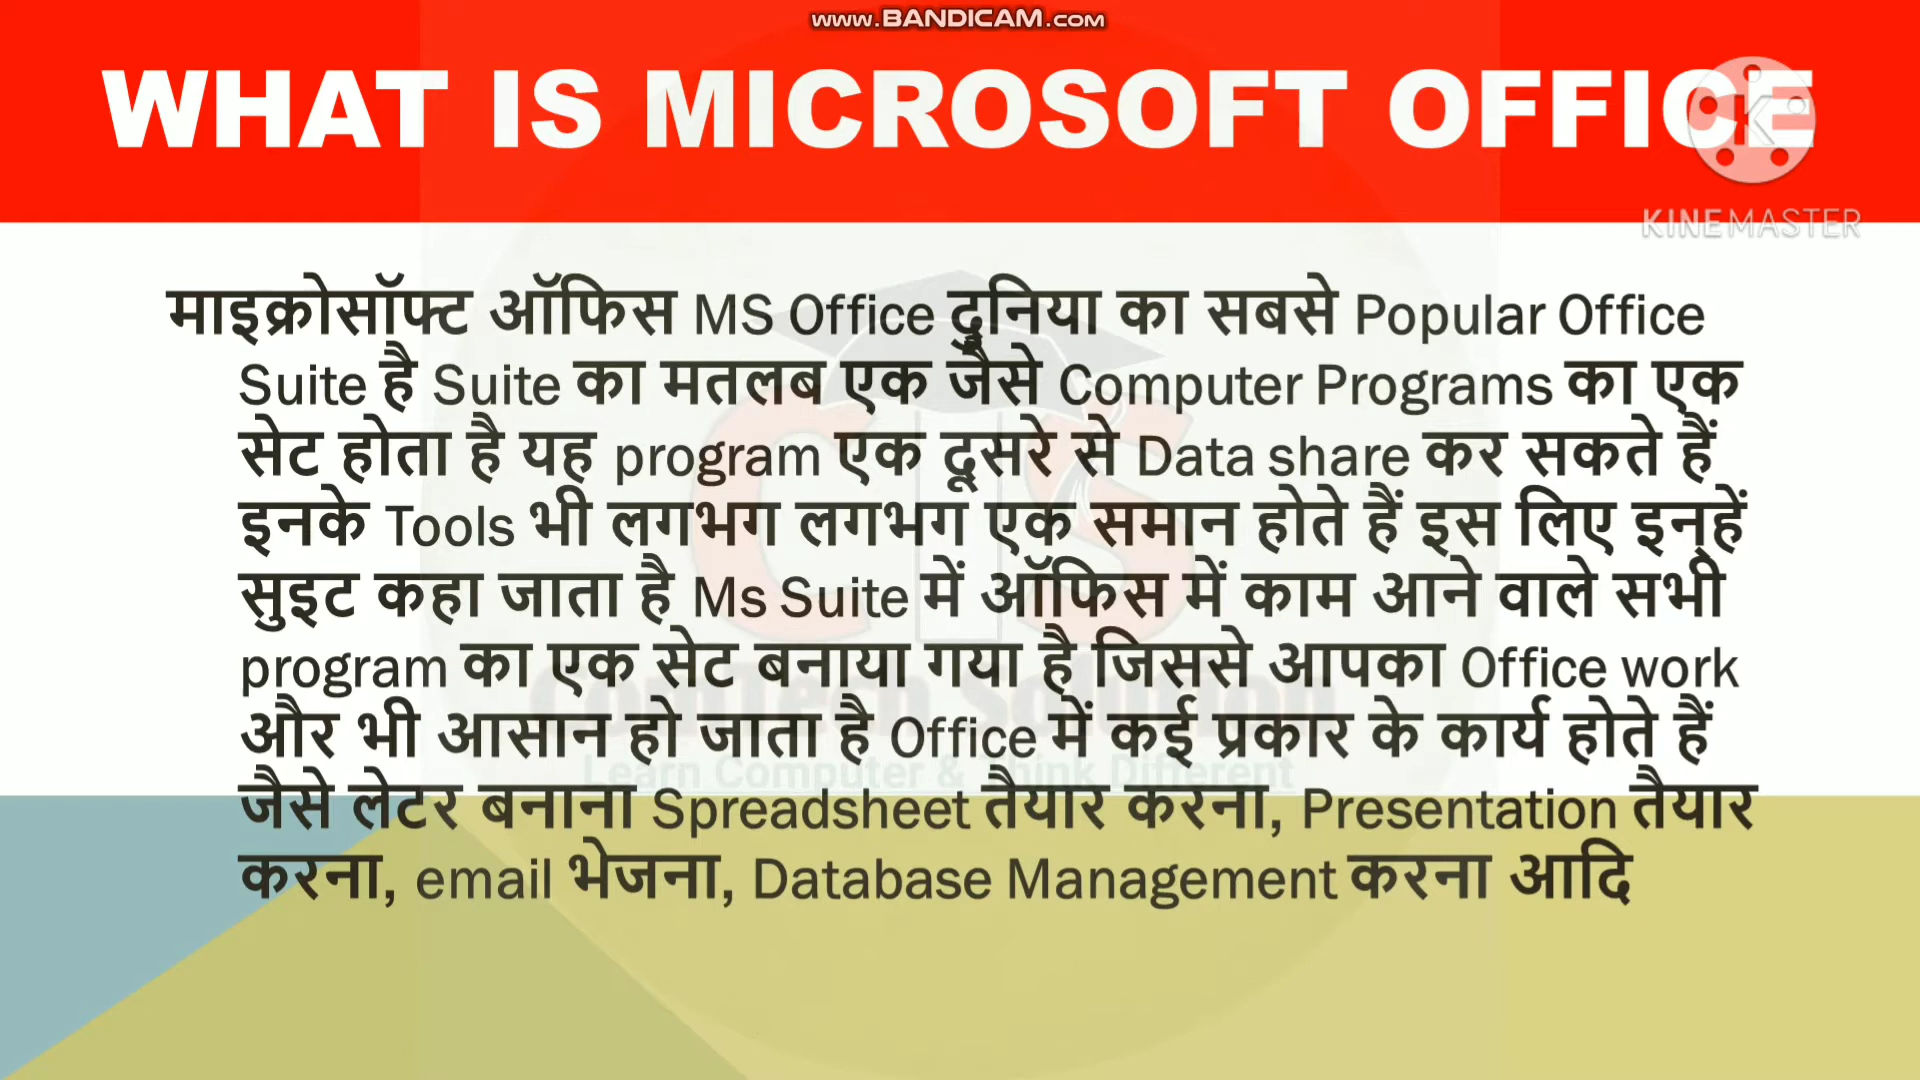 www.BANDICAM.com
WHAT IS MICROSOFT OFFICE
KINEMASTER
माइक्रोसॉफ्ट ऑफिस MS Office दुनिया का सबसे Popular Office
Suite है Suite का मतलब एक जैसे Computer Programs का एक
सेट होता है यह program एक दूसरे से Data share कर सकते हैं
इनके Tools भी लगभग लगभग एक समान होते हैं इस लिए इन्हें
सुइट कहा जाता है Ms Suite में ऑफिस में काम आने वाले सभी
program का एक सेट बनाया गया है जिससे आपका Office work
और भी आसान हो जाता है Office में कई प्रकार के कार्य होते हैं
जैसे लेटर बनाना Spreadsheet तैयार करना, Presentation तैयार
करना, email भेजना, Database Management करना आदि
CIS
ComTech Solution
Learn Computer & Think Different